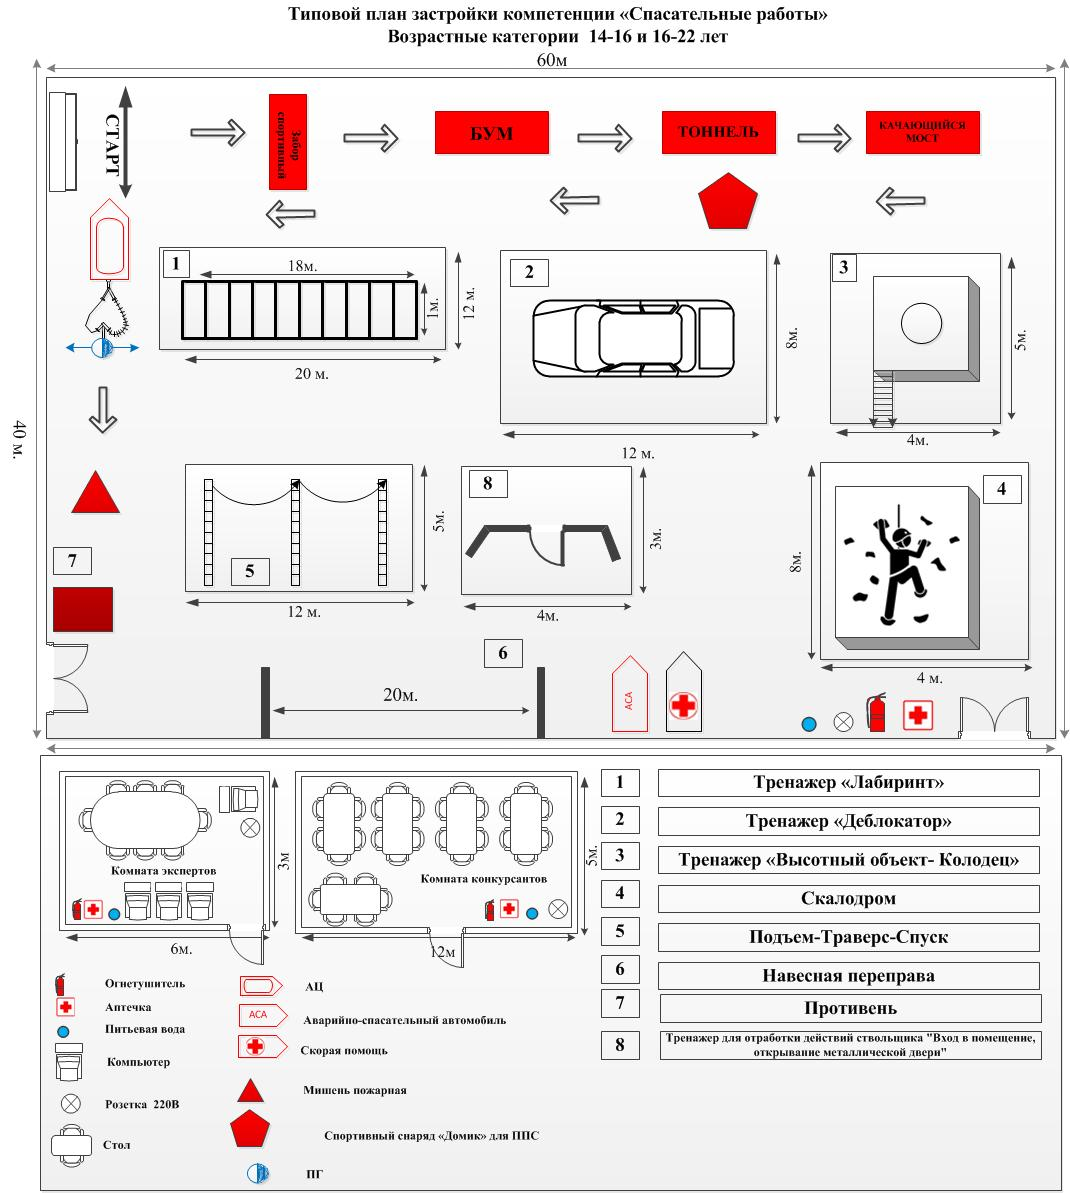 Типовой план застройки компетенции «Спасательные работы»
Возрастные категории 14-16 и 16-22 лет
60м
40 м.
СТАРТ
Забор
спортивный
БУМ
ТОННЕЛЬ
КАЧАЮЩИЙСЯ
МОСТ
1
18м.
1м.
12 м.
20 м.
2
8м.
12 м.
3
5м.
4м.
5
5м.
12 м.
8
3м.
4м.
4
8м.
4 м.
7
6
20м.
АСА
Комната экспертов
3м
6м.
Комната конкурсантов
5м.
12м
1
Тренажер «Лабиринт»
2
Тренажер «Деблокатор»
3
Тренажер «Высотный объект- Колодец»
4
Скалодром
5
Подъем-Траверс-Спуск
6
Навесная переправа
7
Противень
8
Тренажер для отработки действий ствольщика "Вход в помещение,
открывание металлической двери"
Огнетушитель
Аптечка
Питьевая вода
Компьютер
Розетка 220В
Стол
АЦ
АСА
Аварийно-спасательный автомобиль
Скорая помощь
Мишень пожарная
Спортивный снаряд «Домик» для ППС
ПГ